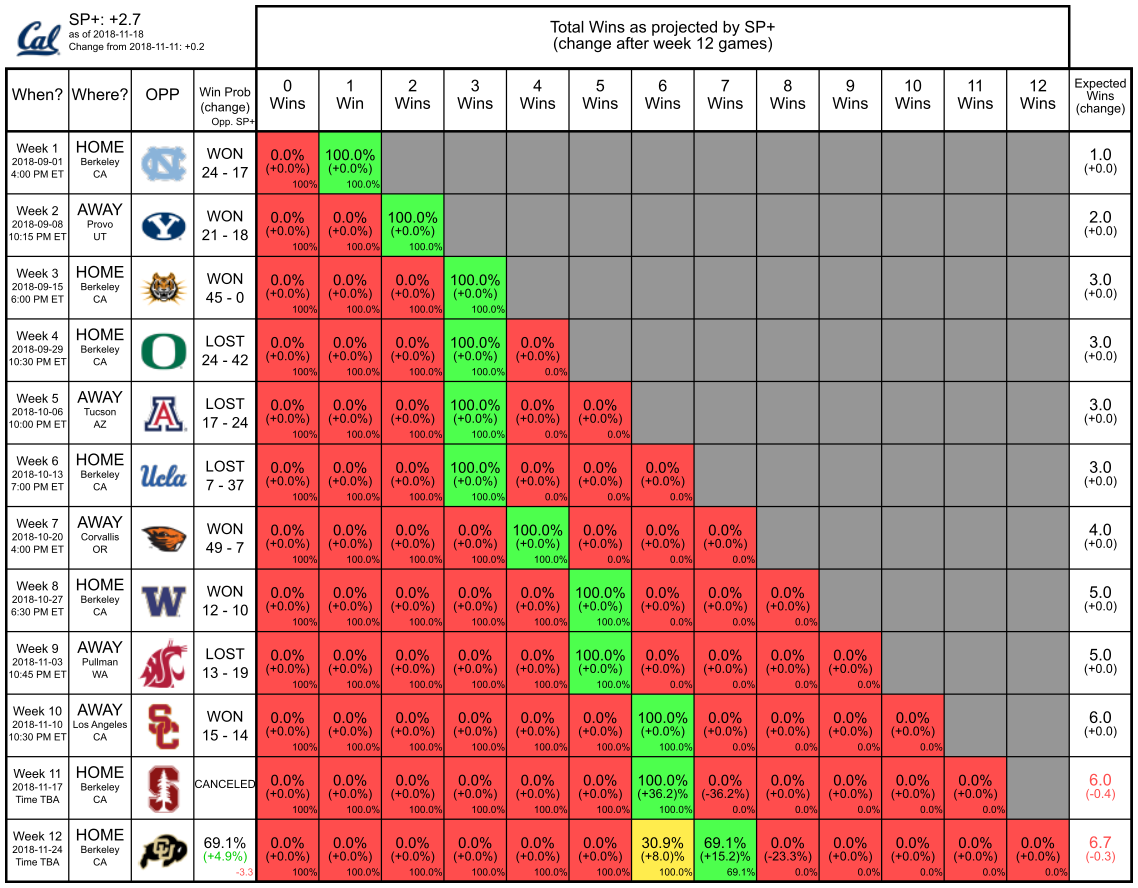 Cal
SP+: +2.7
as of 2018-11-18
Change from 2018-11-11: +0.2
Total Wins as projected by SP+
(change after week 12 games)
When? Where? OPP Win Prob (change) Opp. SP+ 0 Wins 1 Win 2 Wins 3 Wins 4 Wins 5 Wins 6 Wins 7 Wins 8 Wins 9 Wins 10 Wins 11 Wins 12 Wins Expected Wins (change)
Week 1 HOME NC WON 0.0% 100.0% 1.0
2018-09-01 Berkeley 24 - 17 (+0.0%) (+0.0%) (+0.0)
4:00 PM ET CA 100% 100.0%
Week 2 AWAY Y WON 0.0% 0.0% 100.0% 2.0
2018-09-08 Provo 21 - 18 (+0.0%) (+0.0%) (+0.0%) (+0.0)
10:15 PM ET UT 100% 100.0% 100.0%
Week 3 HOME WON 0.0% 0.0% 0.0% 100.0% 3.0
2018-09-15 Berkeley 45 - 0 (+0.0%) (+0.0%) (+0.0%) (+0.0%) (+0.0)
6:00 PM ET CA 100% 100.0% 100.0% 100.0%
Week 4 HOME O LOST 0.0% 0.0% 0.0% 100.0% 0.0% 3.0
2018-09-29 Berkeley 24 - 42 (+0.0%) (+0.0%) (+0.0%) (+0.0%) (+0.0%) (+0.0)
10:30 PM ET CA 100% 100.0% 100.0% 100.0% 0.0%
Week 5 AWAY A LOST 0.0% 0.0% 0.0% 100.0% 0.0% 0.0% 3.0
2018-10-06 Tucson 17 - 24 (+0.0%) (+0.0%) (+0.0%) (+0.0%) (+0.0%) (+0.0%) (+0.0)
10:00 PM ET AZ 100% 100.0% 100.0% 100.0% 0.0% 0.0%
Week 6 HOME Ucla LOST 0.0% 0.0% 0.0% 100.0% 0.0% 0.0% 0.0% 3.0
2018-10-13 Berkeley 7 - 37 (+0.0%) (+0.0%) (+0.0%) (+0.0%) (+0.0%) (+0.0%) (+0.0%) (+0.0)
7:00 PM ET CA 100% 100.0% 100.0% 100.0% 0.0% 0.0% 0.0%
Week 7 AWAY WON 0.0% 0.0% 0.0% 0.0% 100.0% 0.0% 0.0% 0.0% 4.0
2018-10-20 Corvallis 49 - 7 (+0.0%) (+0.0%) (+0.0%) (+0.0%) (+0.0%) (+0.0%) (+0.0%) (+0.0%) (+0.0)
4:00 PM ET OR 100% 100.0% 100.0% 100.0% 100.0% 0.0% 0.0% 0.0%
Week 8 HOME W WON 0.0% 0.0% 0.0% 0.0% 0.0% 100.0% 0.0% 0.0% 0.0% 5.0
2018-10-27 Berkeley 12 - 10 (+0.0%) (+0.0%) (+0.0%) (+0.0%) (+0.0%) (+0.0%) (+0.0%) (+0.0%) (+0.0%) (+0.0)
6:30 PM ET CA 100% 100.0% 100.0% 100.0% 100.0% 100.0% 0.0% 0.0% 0.0%
Week 9 AWAY WSC LOST 0.0% 0.0% 0.0% 0.0% 0.0% 100.0% 0.0% 0.0% 0.0% 0.0% 5.0
2018-11-03 Pullman 13 - 19 (+0.0%) (+0.0%) (+0.0%) (+0.0%) (+0.0%) (+0.0%) (+0.0%) (+0.0%) (+0.0%) (+0.0%) (+0.0)
10:45 PM ET WA 100% 100.0% 100.0% 100.0% 100.0% 100.0% 0.0% 0.0% 0.0% 0.0%
Week 10 AWAY SC WON 0.0% 0.0% 0.0% 0.0% 0.0% 0.0% 100.0% 0.0% 0.0% 0.0% 0.0% 6.0
2018-11-10 Los Angeles 15 - 14 (+0.0%) (+0.0%) (+0.0%) (+0.0%) (+0.0%) (+0.0%) (+0.0%) (+0.0%) (+0.0%) (+0.0%) (+0.0%) (+0.0)
10:30 PM ET CA 100% 100.0% 100.0% 100.0% 100.0% 100.0% 100.0% 0.0% 0.0% 0.0% 0.0%
Week 11 HOME S CANCELED 0.0% 0.0% 0.0% 0.0% 0.0% 0.0% 100.0% 0.0% 0.0% 0.0% 0.0% 0.0% 6.0
2018-11-17 Berkeley (+0.0%) (+0.0%) (+0.0%) (+0.0%) (+0.0%) (+0.0%) (+36.2)% (-36.2%) (+0.0%) (+0.0%) (+0.0%) (+0.0%) (-0.4)
Time TBA CA 100% 100.0% 100.0% 100.0% 100.0% 100.0% 100.0% 0.0% 0.0% 0.0% 0.0% 0.0%
Week 12 HOME CU 69.1% 0.0% 0.0% 0.0% 0.0% 0.0% 0.0% 30.9% 69.1% 0.0% 0.0% 0.0% 0.0% 0.0% 6.7
2018-11-24 Berkeley (+4.9%) (+0.0%) (+0.0%) (+0.0%) (+0.0%) (+0.0%) (+0.0%) (+8.0)% (+15.2)% (-23.3%) (+0.0%) (+0.0%) (+0.0%) (+0.0%) (-0.3)
Time TBA CA -3.3 100% 100.0% 100.0% 100.0% 100.0% 100.0% 100.0% 69.1% 0.0% 0.0% 0.0% 0.0% 0.0%